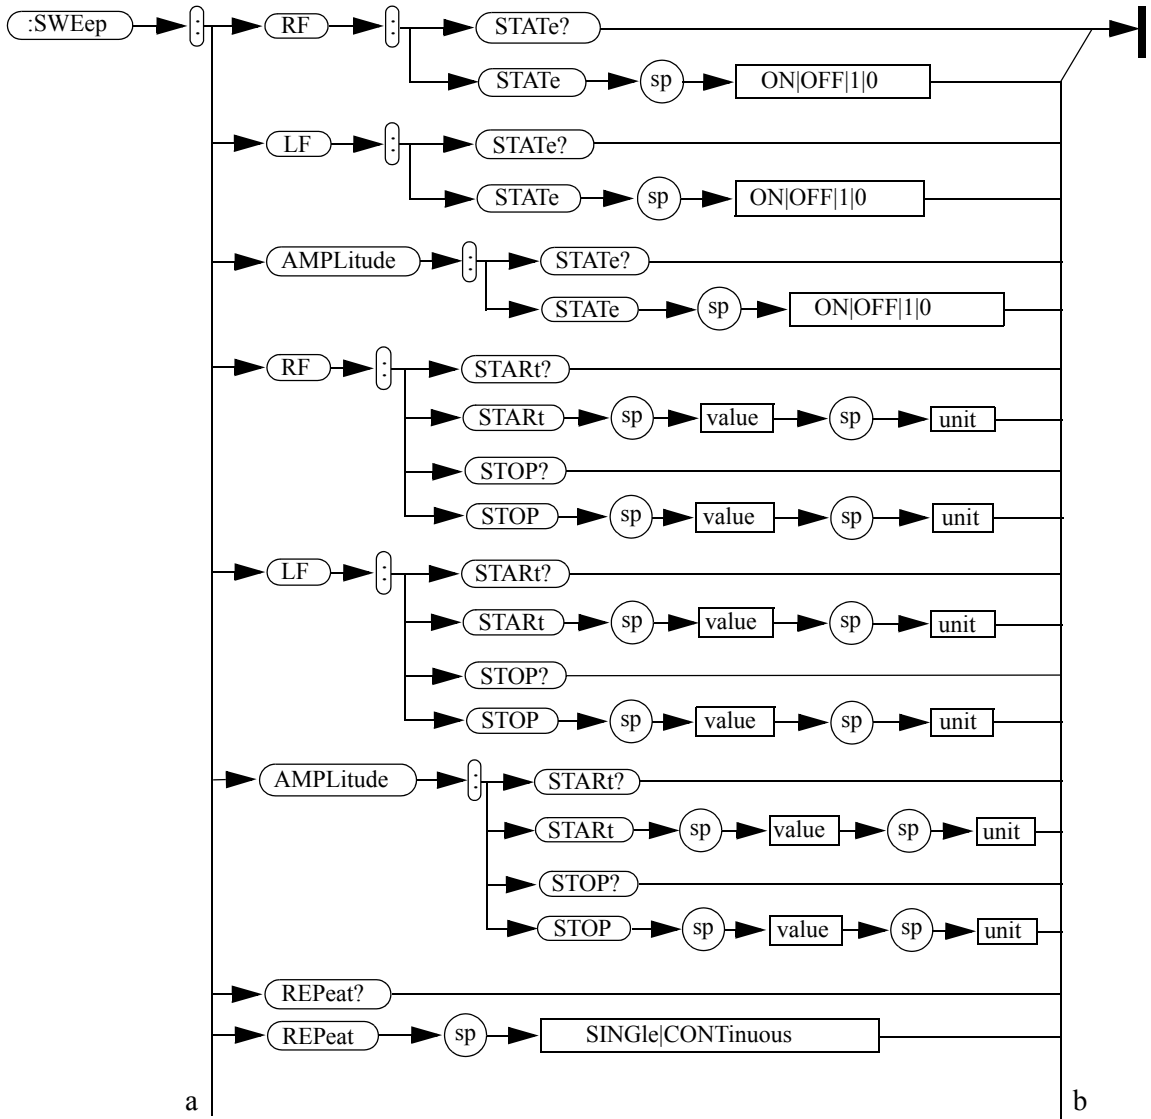 :SWEep : RF : STATe?
STATe sp ON|OFF|1|0
LF : STATe?
STATe sp ON|OFF|1|0
AMPLitude : STATe?
STATe sp ON|OFF|1|0
RF : STARt?
STARt sp value sp unit
STOP?
STOP sp value sp unit
LF : STARt?
STARt sp value sp unit
STOP?
STOP sp value sp unit
AMPLitude : STARt?
STARt sp value sp unit
STOP?
STOP sp value sp unit
REPeat?
REPeat sp SINGle|CONTinuous
a b